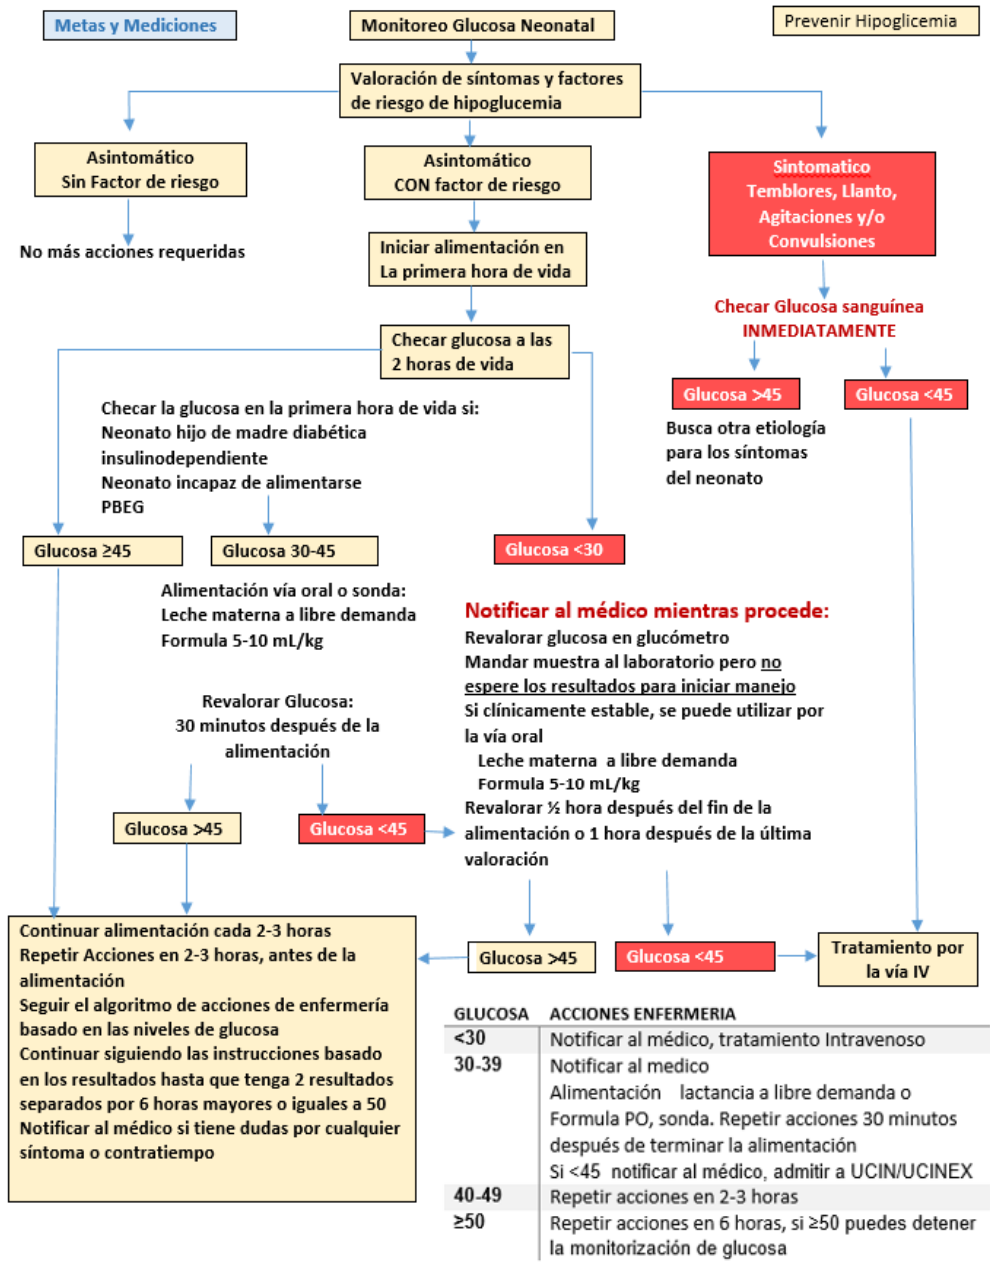 Metas y Mediciones
Monitoreo Glucosa Neonatal
Prevenir Hipoglicemia
Valoración de síntomas y factores
de riesgo de hipoglucemia
Asintomático
Sin Factor de riesgo
No más acciones requeridas
Asintomático
CON factor de riesgo
Iniciar alimentación en
La primera hora de vida
Checar glucosa a las
2 horas de vida
Sintomatico
Temblores, Llanto,
Agitaciones y/o
Convulsiones
Checar Glucosa sanguínea
INMEDIATAMENTE
Glucosa >45
Glucosa <45
Busca otra etiología
para los síntomas
del neonato
Checar la glucosa en la primera hora de vida si:
Neonato hijo de madre diabética
insulinodependiente
Neonato incapaz de alimentarse
PBEG
Glucosa ≥45
Glucosa 30-45
Glucosa <30
Alimentación vía oral o sonda:
Leche materna a libre demanda
Formula 5-10 mL/kg
Revalorar Glucosa:
30 minutos después de la
alimentación
Glucosa >45
Glucosa <45
Notificar al médico mientras procede:
Revalorar glucosa en glucómetro
Mandar muestra al laboratorio pero no
espere los resultados para iniciar manejo
Si clínicamente estable, se puede utilizar por
la vía oral
Leche materna a libre demanda
Formula 5-10 mL/kg
Revalorar ½ hora después del fin de la
alimentación o 1 hora después de la última
valoración
Glucosa >45
Glucosa <45
Tratamiento por
la vía IV
Continuar alimentación cada 2-3 horas
Repetir Acciones en 2-3 horas, antes de la
alimentación
Seguir el algoritmo de acciones de enfermería
basado en las niveles de glucosa
Continuar siguiendo las instrucciones basado
en los resultados hasta que tenga 2 resultados
separados por 6 horas mayores o iguales a 50
Notificar al médico si tiene dudas por cualquier
síntoma o contratiempo
GLUCOSA ACCIONES ENFERMERIA
<30 Notificar al médico, tratamiento Intravenoso
30-39 Notificar al medico
Alimentación lactancia a libre demanda o
Formula PO, sonda. Repetir acciones 30 minutos
después de terminar la alimentación
Si <45 notificar al médico, admitir a UCIN/UCINEX
40-49 Repetir acciones en 2-3 horas
≥50 Repetir acciones en 6 horas, si ≥50 puedes detener
la monitorización de glucosa